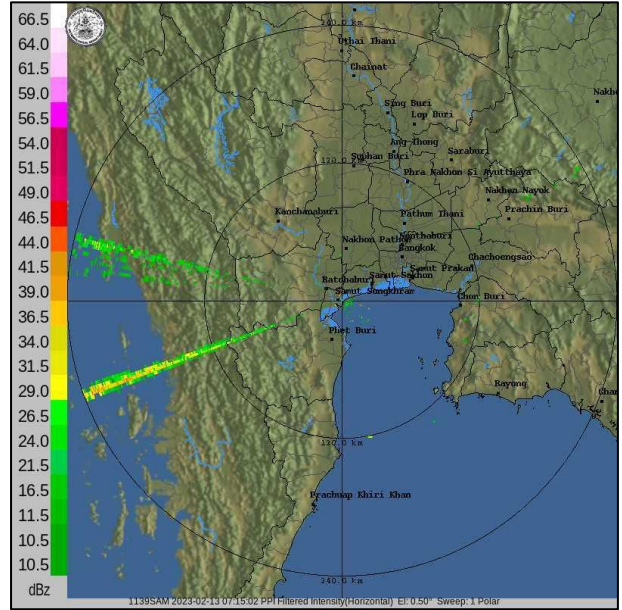 66.5
64.0
61.5
59.0
56.5
54.0
51.5
49.0
46.5
44.0
41.5
39.0
36.5
34.0
31.5
29.0
26.5
24.0
21.5
16.5
15.5
10.5
dBz
240.0 km
Uthai Thani
Chainat
Sing Buri
Lop Buri
Ang Thong
Saraburi
Suphan Buri
120.0 km
Phra Nakhon Si Ayutthaya
Nakhon Nayok
Kanchanaburi
Pathum Thani
Prachin Buri
Nonthaburi
Nakhon Pathom
Bangkok
Chachoengsao
Samut Prakan
Samut Sakhon
Ratchaburi
Samut Songkhram
Chon Buri
Phet Buri
Rayong
120.0 km
Prachuap Khiri Khan
240.0 km
1139SAM 2023-02-13 07:15:02 PPI Filtered Intensity(Horizontal) El: 0.50° Sweep: 1 Polar